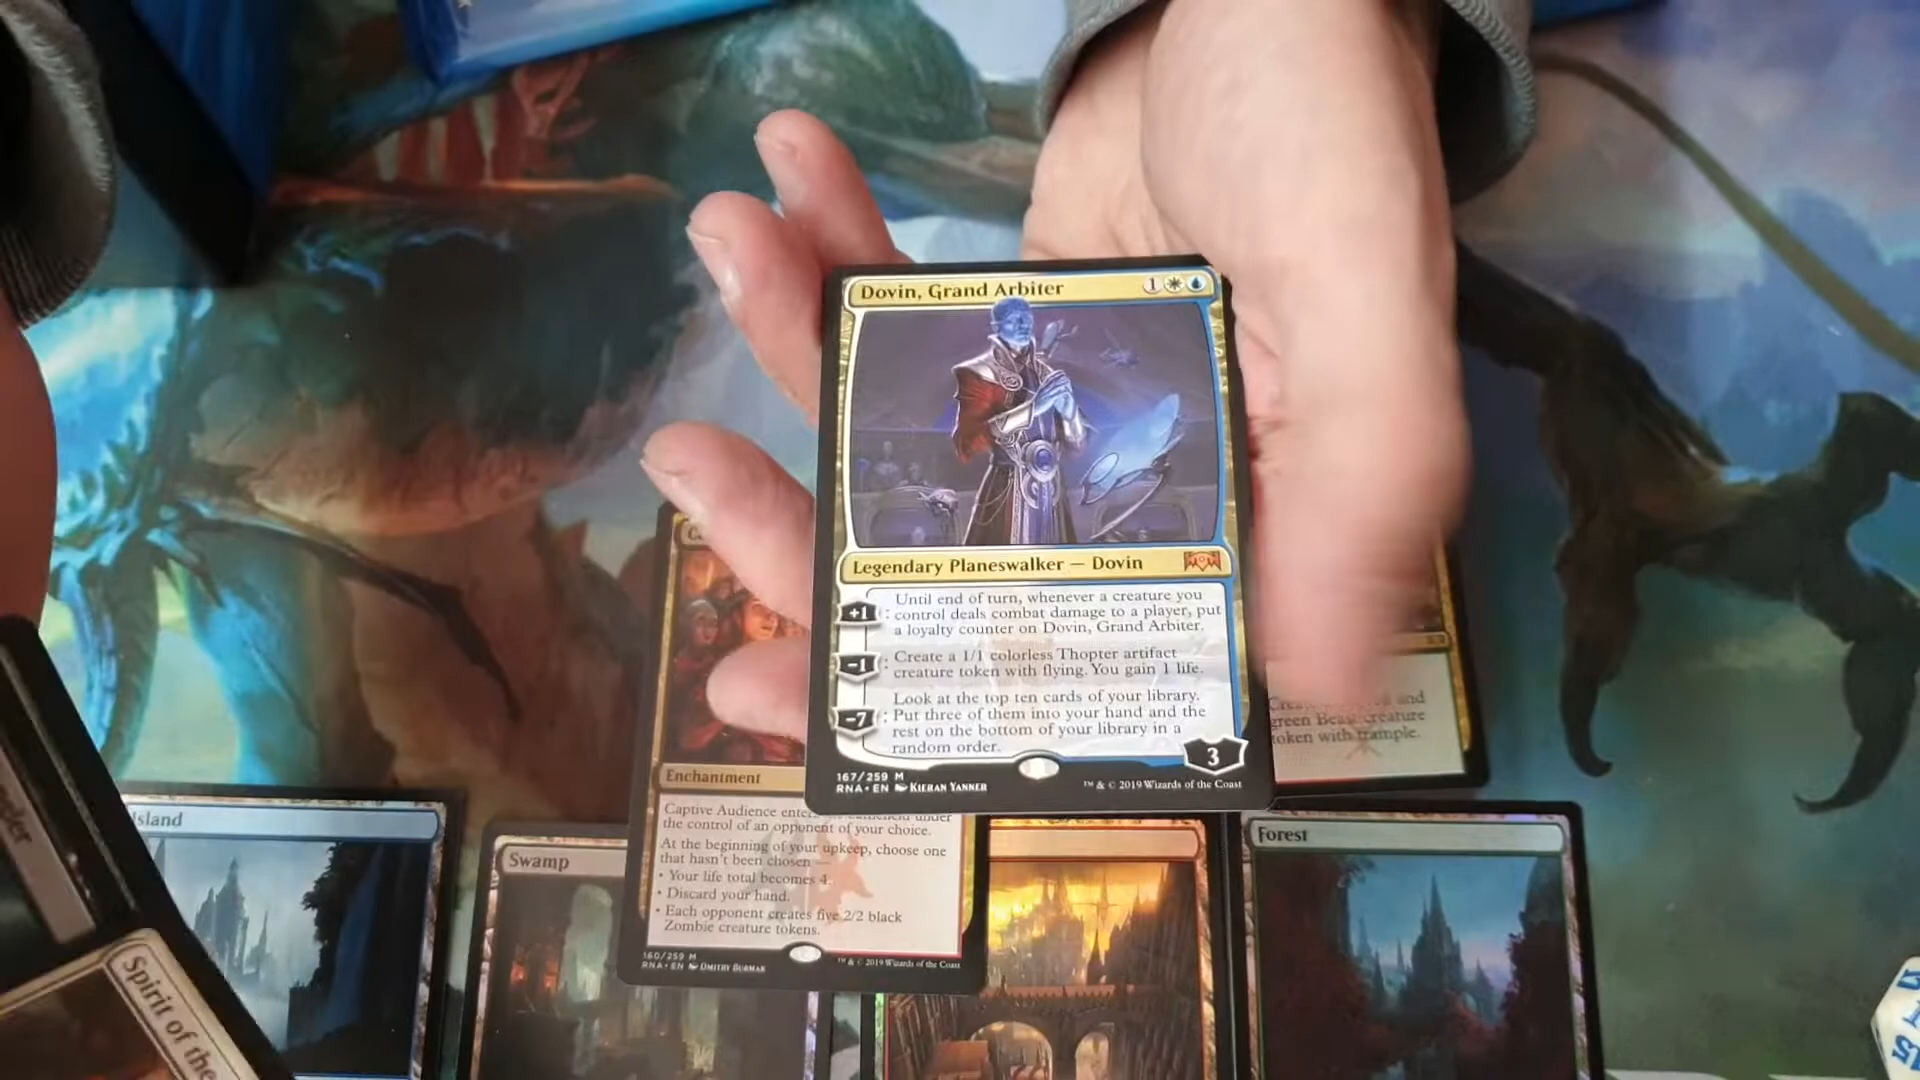 Dovin, Grand Arbiter
1
Legendary Planeswalker — Dovin
+1 : Until end of turn, whenever a creature you
control deals combat damage to a player, put
a loyalty counter on Dovin, Grand Arbiter.
−1 : Create a 1/1 colorless Thopter artifact
creature token with flying. You gain 1 life.
−7 : Look at the top ten cards of your library.
Put three of them into your hand and the
rest on the bottom of your library in a
random order.
3
167/259 M
RNA • EN KIERAN YANNER
™ & © 2019 Wizards of the Coast
Enchantment
Captive Audience
the control of an opponent of your choice.
At the beginning of your upkeep, choose one
that hasn't been chosen —
• Your life total becomes 4.
• Discard your hand.
• Each opponent creates five 2/2 black
Zombie creature tokens.
160/259 M
RNA • EN DMITRY BURMAK
™ & © 2019 Wizards of the Coast
and
green Beast creature
token with trample.
Island
Swamp
Forest
Spirit of the